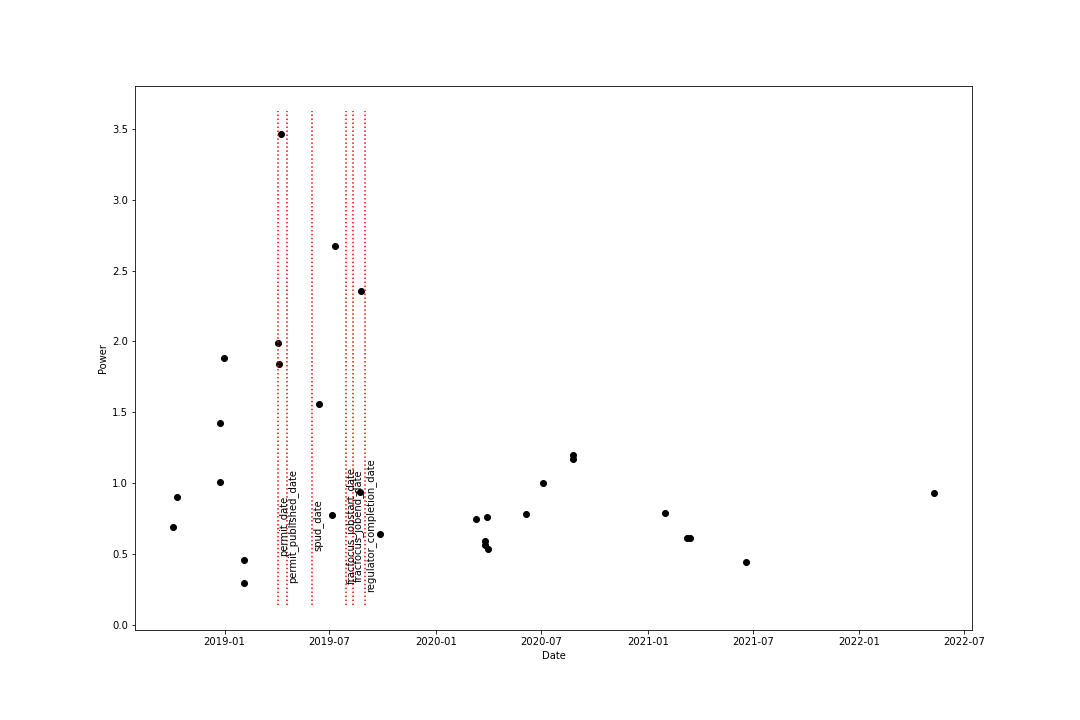 3.5
3.0
2.5
2.0
1.5
1.0
0.5
0.0
Power
permit_date
permit_published_date
spud_date
fracfocus_jobstart_date
fracfocus_jobend_date
regulator_completion_date
2019-01
2019-07
2020-01
2020-07
2021-01
2021-07
2022-01
2022-07
Date